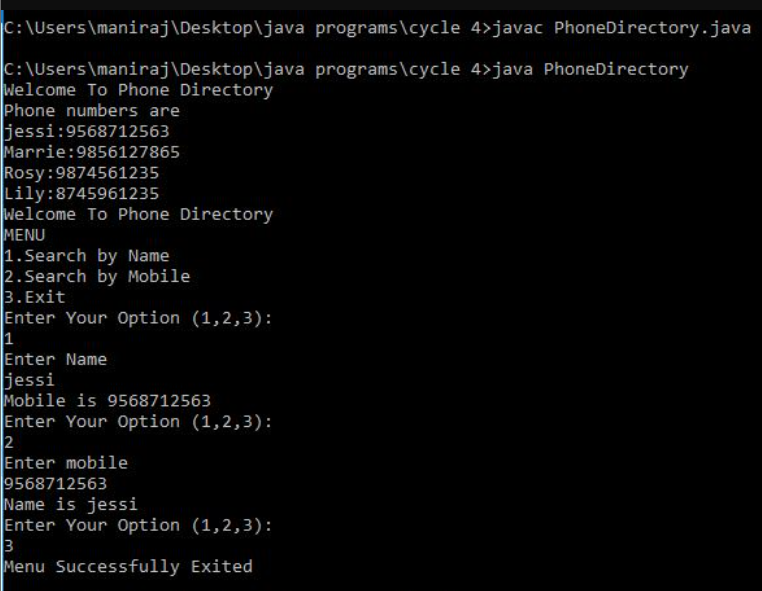 C:\Users\maniraj\Desktop\java programs\cycle 4>javac PhoneDirectory.java
C:\Users\maniraj\Desktop\java programs\cycle 4>java PhoneDirectory
Welcome To Phone Directory
Phone numbers are
jessi:9568712563
Marrie:9856127865
Rosy:9874561235
Lily:8745961235
Welcome To Phone Directory
MENU
1.Search by Name
2.Search by Mobile
3.Exit
Enter Your Option (1,2,3):
1
Enter Name
jessi
Mobile is 9568712563
Enter Your Option (1,2,3):
2
Enter mobile
9568712563
Name is jessi
Enter Your Option (1,2,3):
3
Menu Successfully Exited